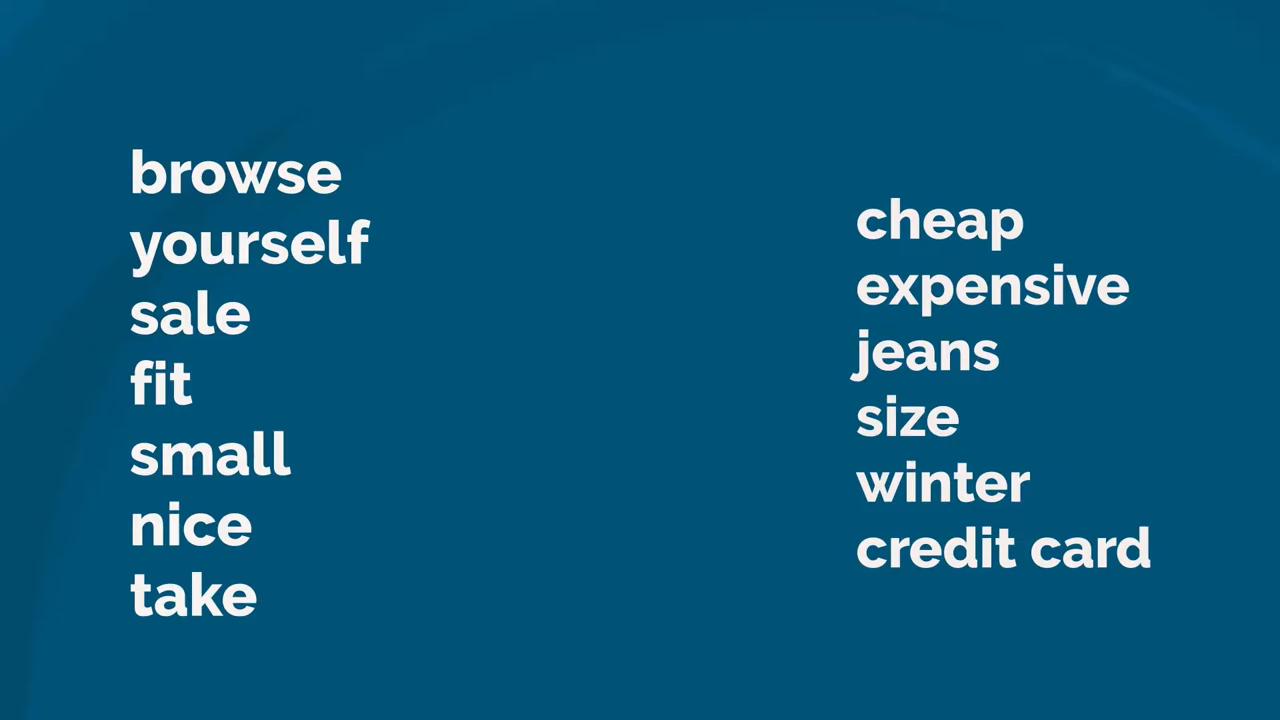 browse
yourself
sale
fit
small
nice
take
cheap
expensive
jeans
size
winter
credit card